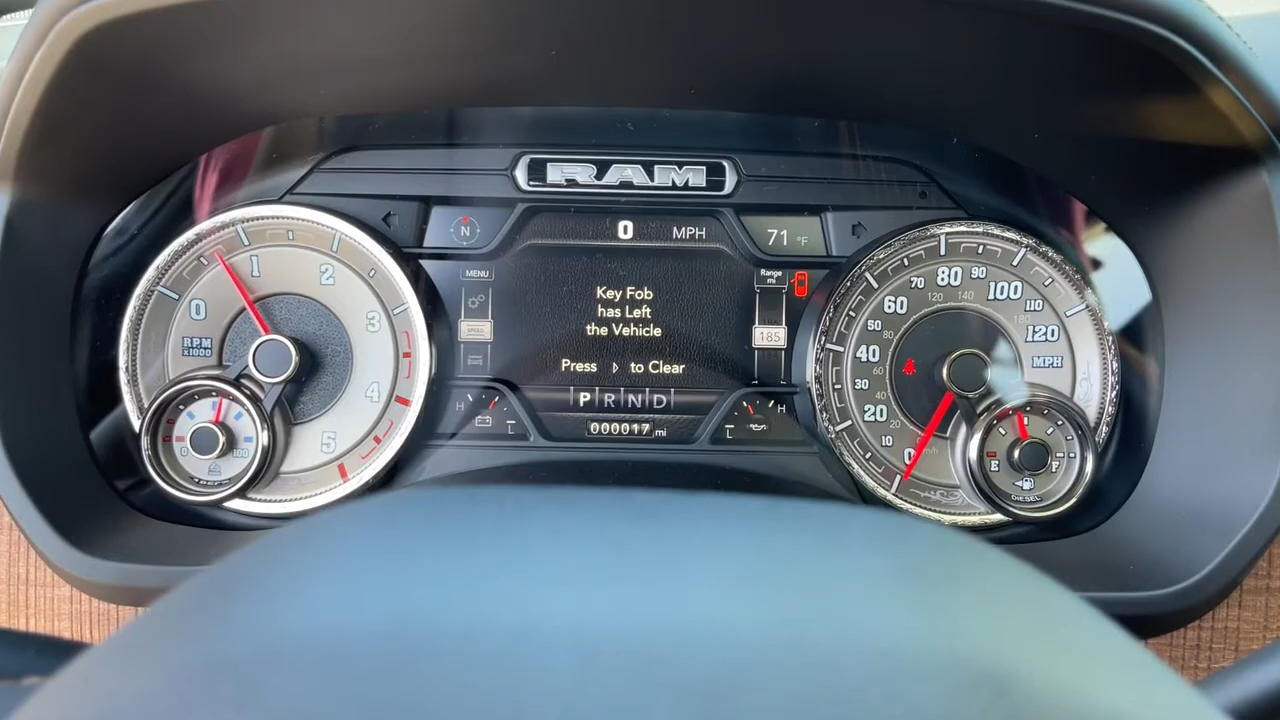 RAM
N
0 MPH
71 °F
MENU
SPEED
Key Fob
has Left
the Vehicle
Press ▷ to Clear
Range
mi
185
P R N D
000017 mi
H
L
L
H
0
1
2
3
4
5
RPM
x1000
0
100
0
10
20
30
40
50
60
70
80
90
100
110
120
MPH
20
40
60
80
120
140
180
E
F
DIESEL